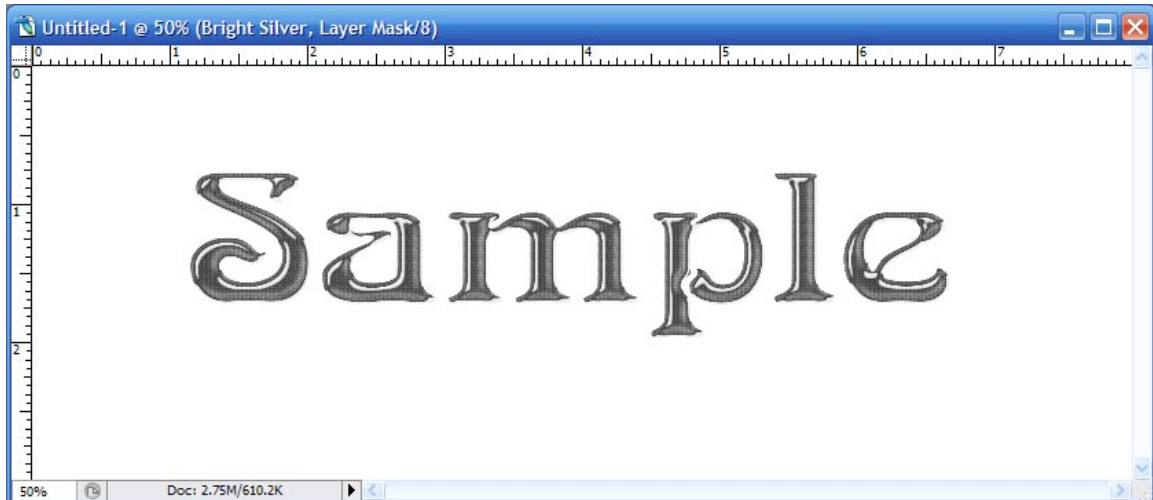 Untitled-1 @ 50% (Bright Silver, Layer Mask/8)
0 1 2 3 4 5 6 7
0
1
2
Sample
50% Doc: 2.75M/610.2K